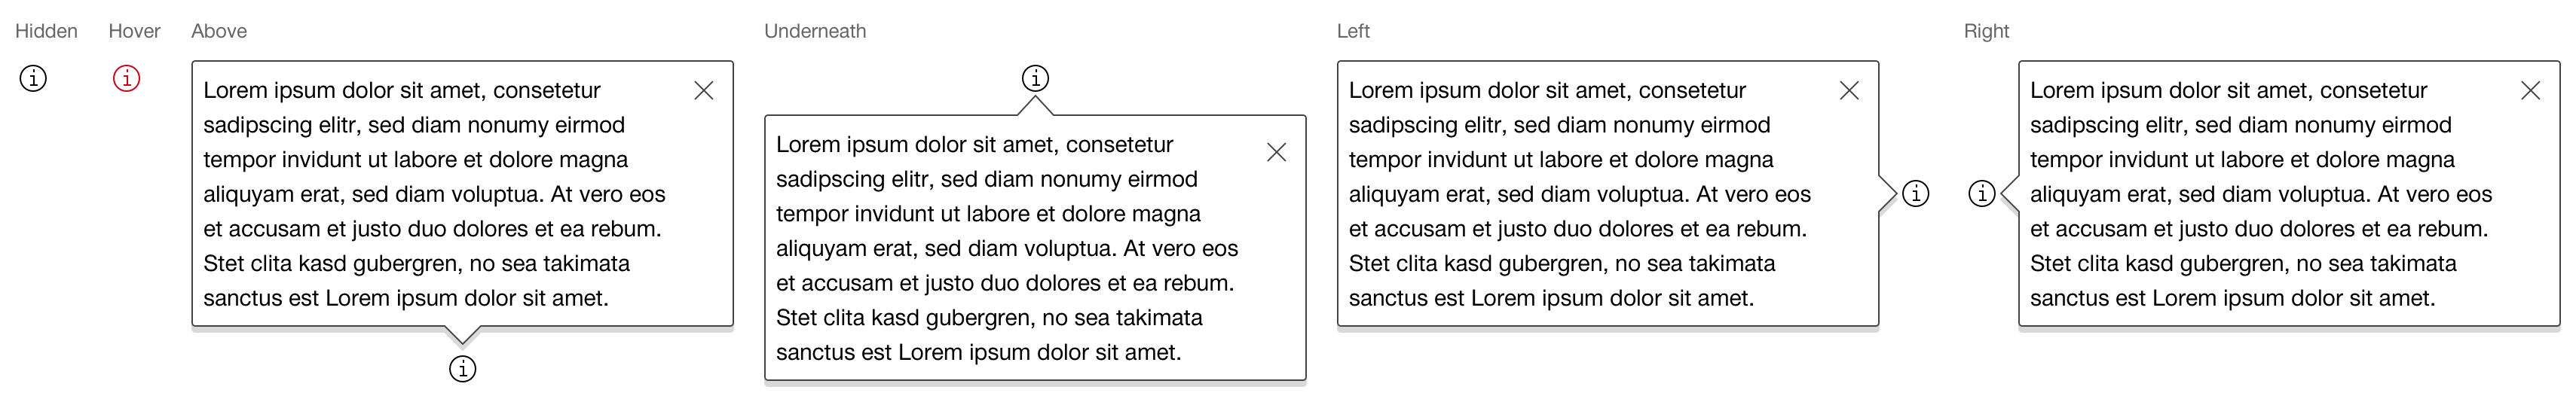 Hidden
Hover
Above
Underneath
Left
Right
i
i
Lorem ipsum dolor sit amet, consetetur
sadipscing elitr, sed diam nonumy eirmod
tempor invidunt ut labore et dolore magna
aliquyam erat, sed diam voluptua. At vero eos
et accusam et justo duo dolores et ea rebum.
Stet clita kasd gubergren, no sea takimata
sanctus est Lorem ipsum dolor sit amet.
i
i
Lorem ipsum dolor sit amet, consetetur
sadipscing elitr, sed diam nonumy eirmod
tempor invidunt ut labore et dolore magna
aliquyam erat, sed diam voluptua. At vero eos
et accusam et justo duo dolores et ea rebum.
Stet clita kasd gubergren, no sea takimata
sanctus est Lorem ipsum dolor sit amet.
Lorem ipsum dolor sit amet, consetetur
sadipscing elitr, sed diam nonumy eirmod
tempor invidunt ut labore et dolore magna
aliquyam erat, sed diam voluptua. At vero eos
et accusam et justo duo dolores et ea rebum.
Stet clita kasd gubergren, no sea takimata
sanctus est Lorem ipsum dolor sit amet.
i
i
Lorem ipsum dolor sit amet, consetetur
sadipscing elitr, sed diam nonumy eirmod
tempor invidunt ut labore et dolore magna
aliquyam erat, sed diam voluptua. At vero eos
et accusam et justo duo dolores et ea rebum.
Stet clita kasd gubergren, no sea takimata
sanctus est Lorem ipsum dolor sit amet.